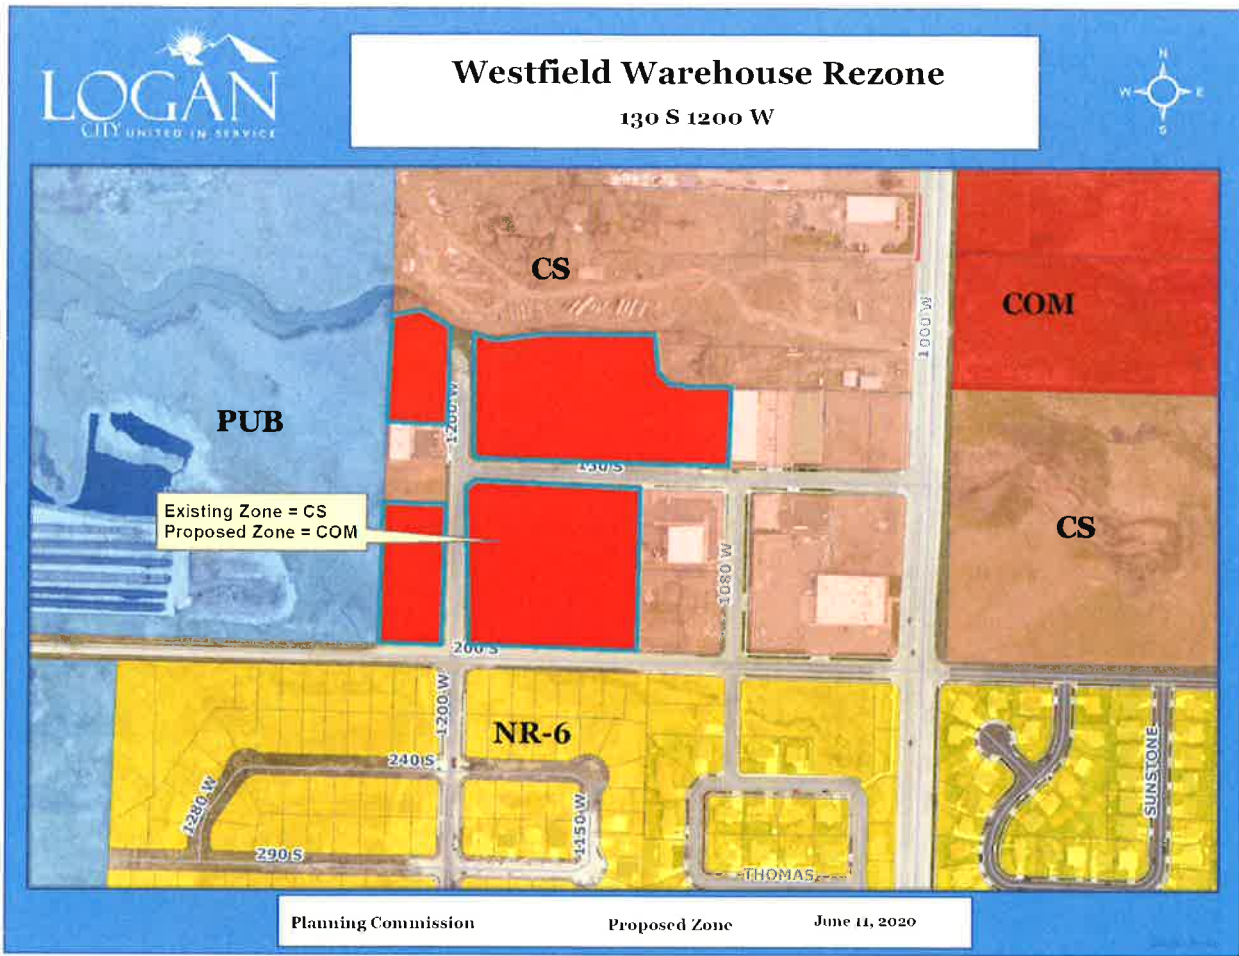 LOGAN
CITY UNITED IN SERVICE
Westfield Warehouse Rezone
130 S 1200 W
N
W E
S
CS
COM
1000 W
PUB
1200 W
130 S
Existing Zone = CS
Proposed Zone = COM
CS
1080 W
200 S
1200 W
NR-6
240 S
SUNSTONE
1280 W
1150 W
290 S
THOMAS
Planning Commission Proposed Zone June 11, 2020